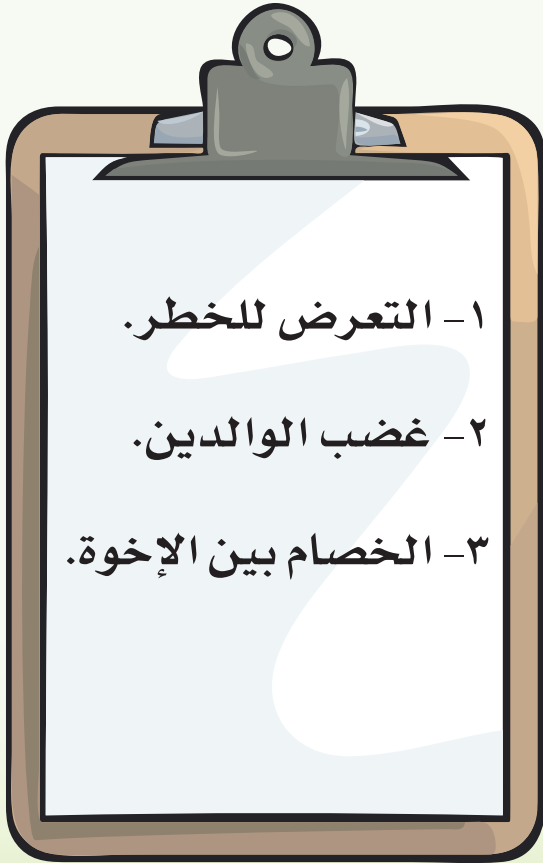 ١- التعرض للخطر.
٢- غضب الوالدين.
٣- الخصام بين الإخوة.